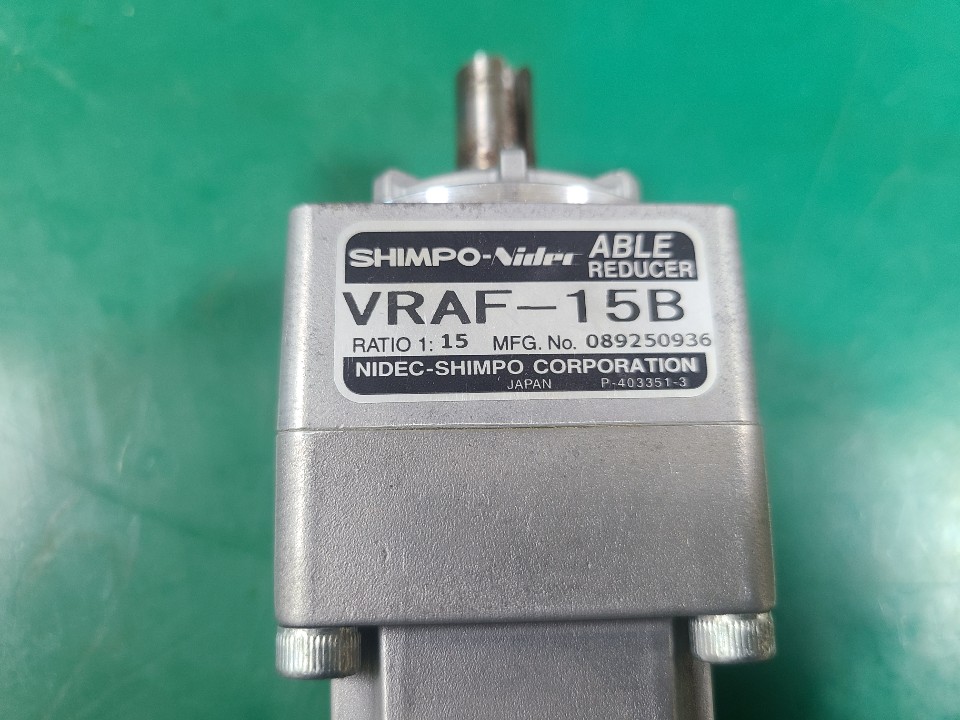 SHIMPO-Nidec ABLE REDUCER
VRAF-15B
RATIO 1: 15 MFG. No. 089250936
NIDEC-SHIMPO CORPORATION
JAPAN P-403351-3